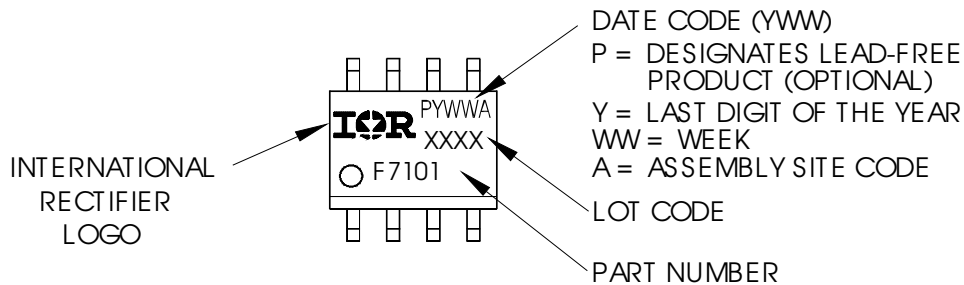 DATE CODE (YWW)
P = DESIGNATES LEAD-FREE
PRODUCT (OPTIONAL)
Y = LAST DIGIT OF THE YEAR
WW = WEEK
A = ASSEMBLY SITE CODE
LOT CODE
PART NUMBER
INTERNATIONAL
RECTIFIER
LOGO
PYWWA
IOR
XXXX
F7101